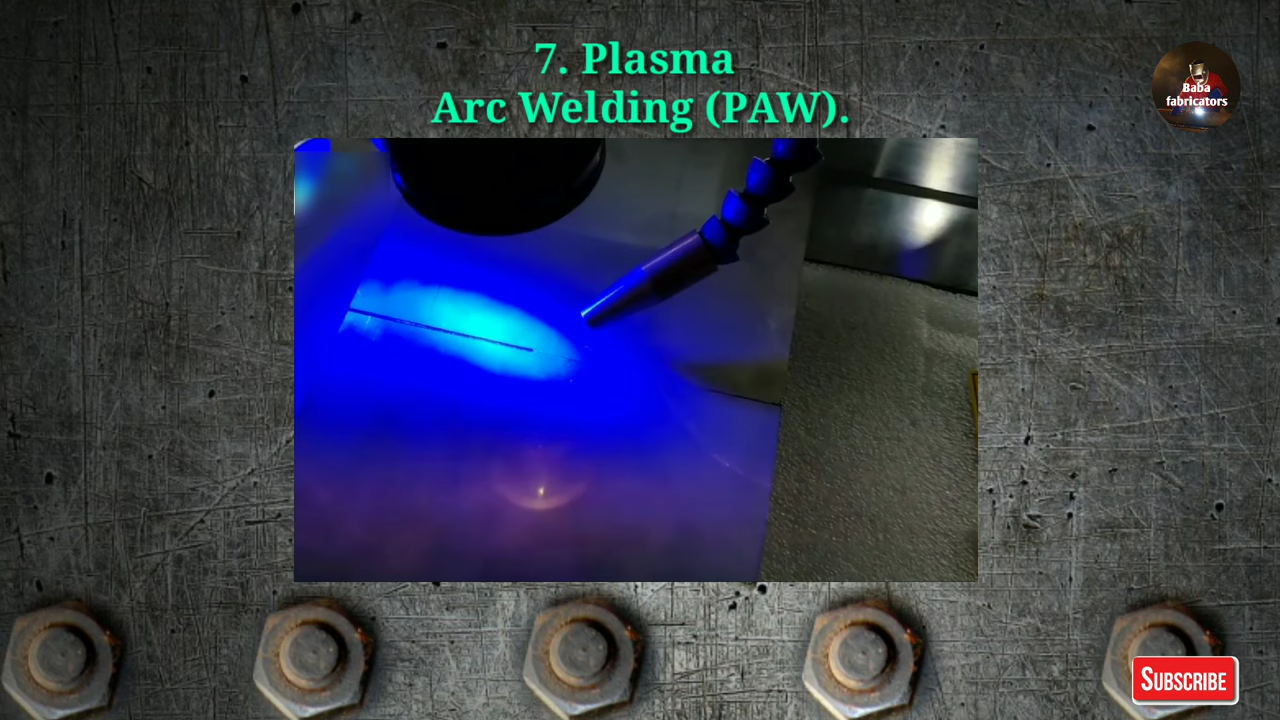 7. Plasma
Arc Welding (PAW).
Baba
fabricators
SUBSCRIBE